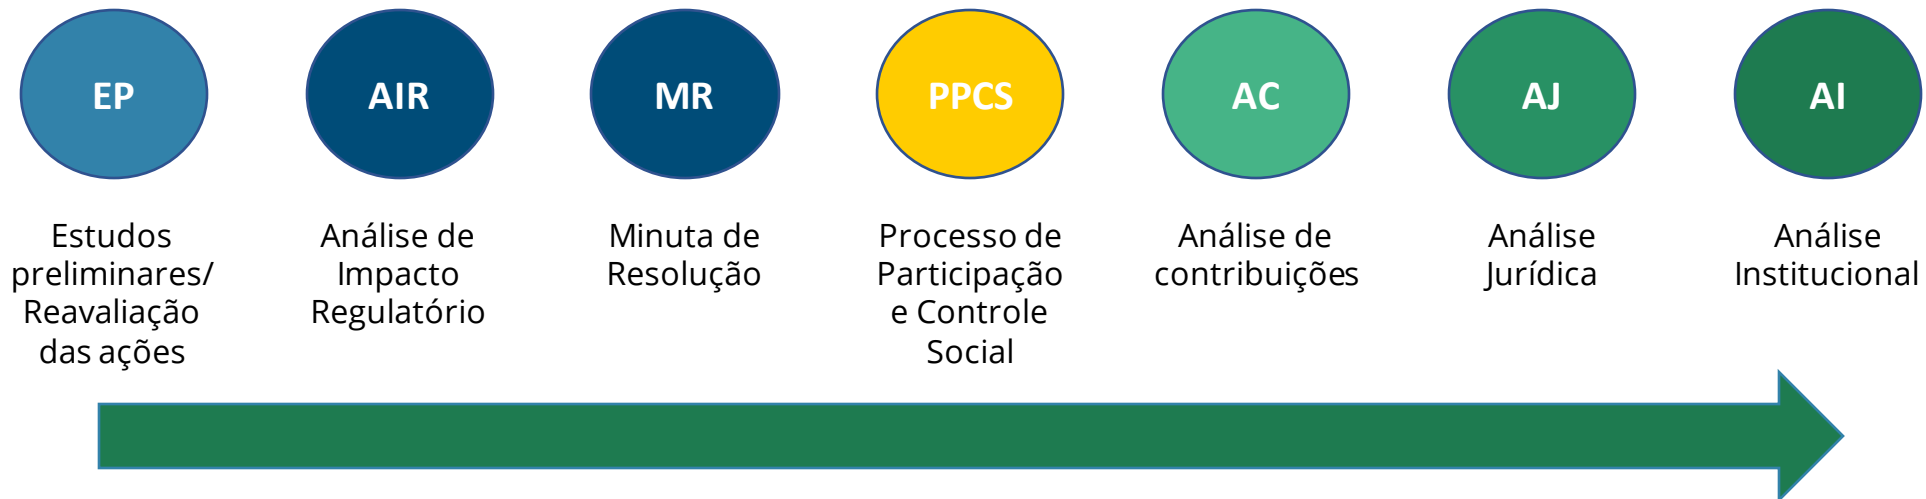 EP
AIR
MR
PPCS
AC
AJ
AI
Estudos
preliminares/
Reavaliação
das ações
Análise de
Impacto
Regulatório
Minuta de
Resolução
Processo de
Participação
e Controle
Social
Análise de
contribuições
Análise
Jurídica
Análise
Institucional